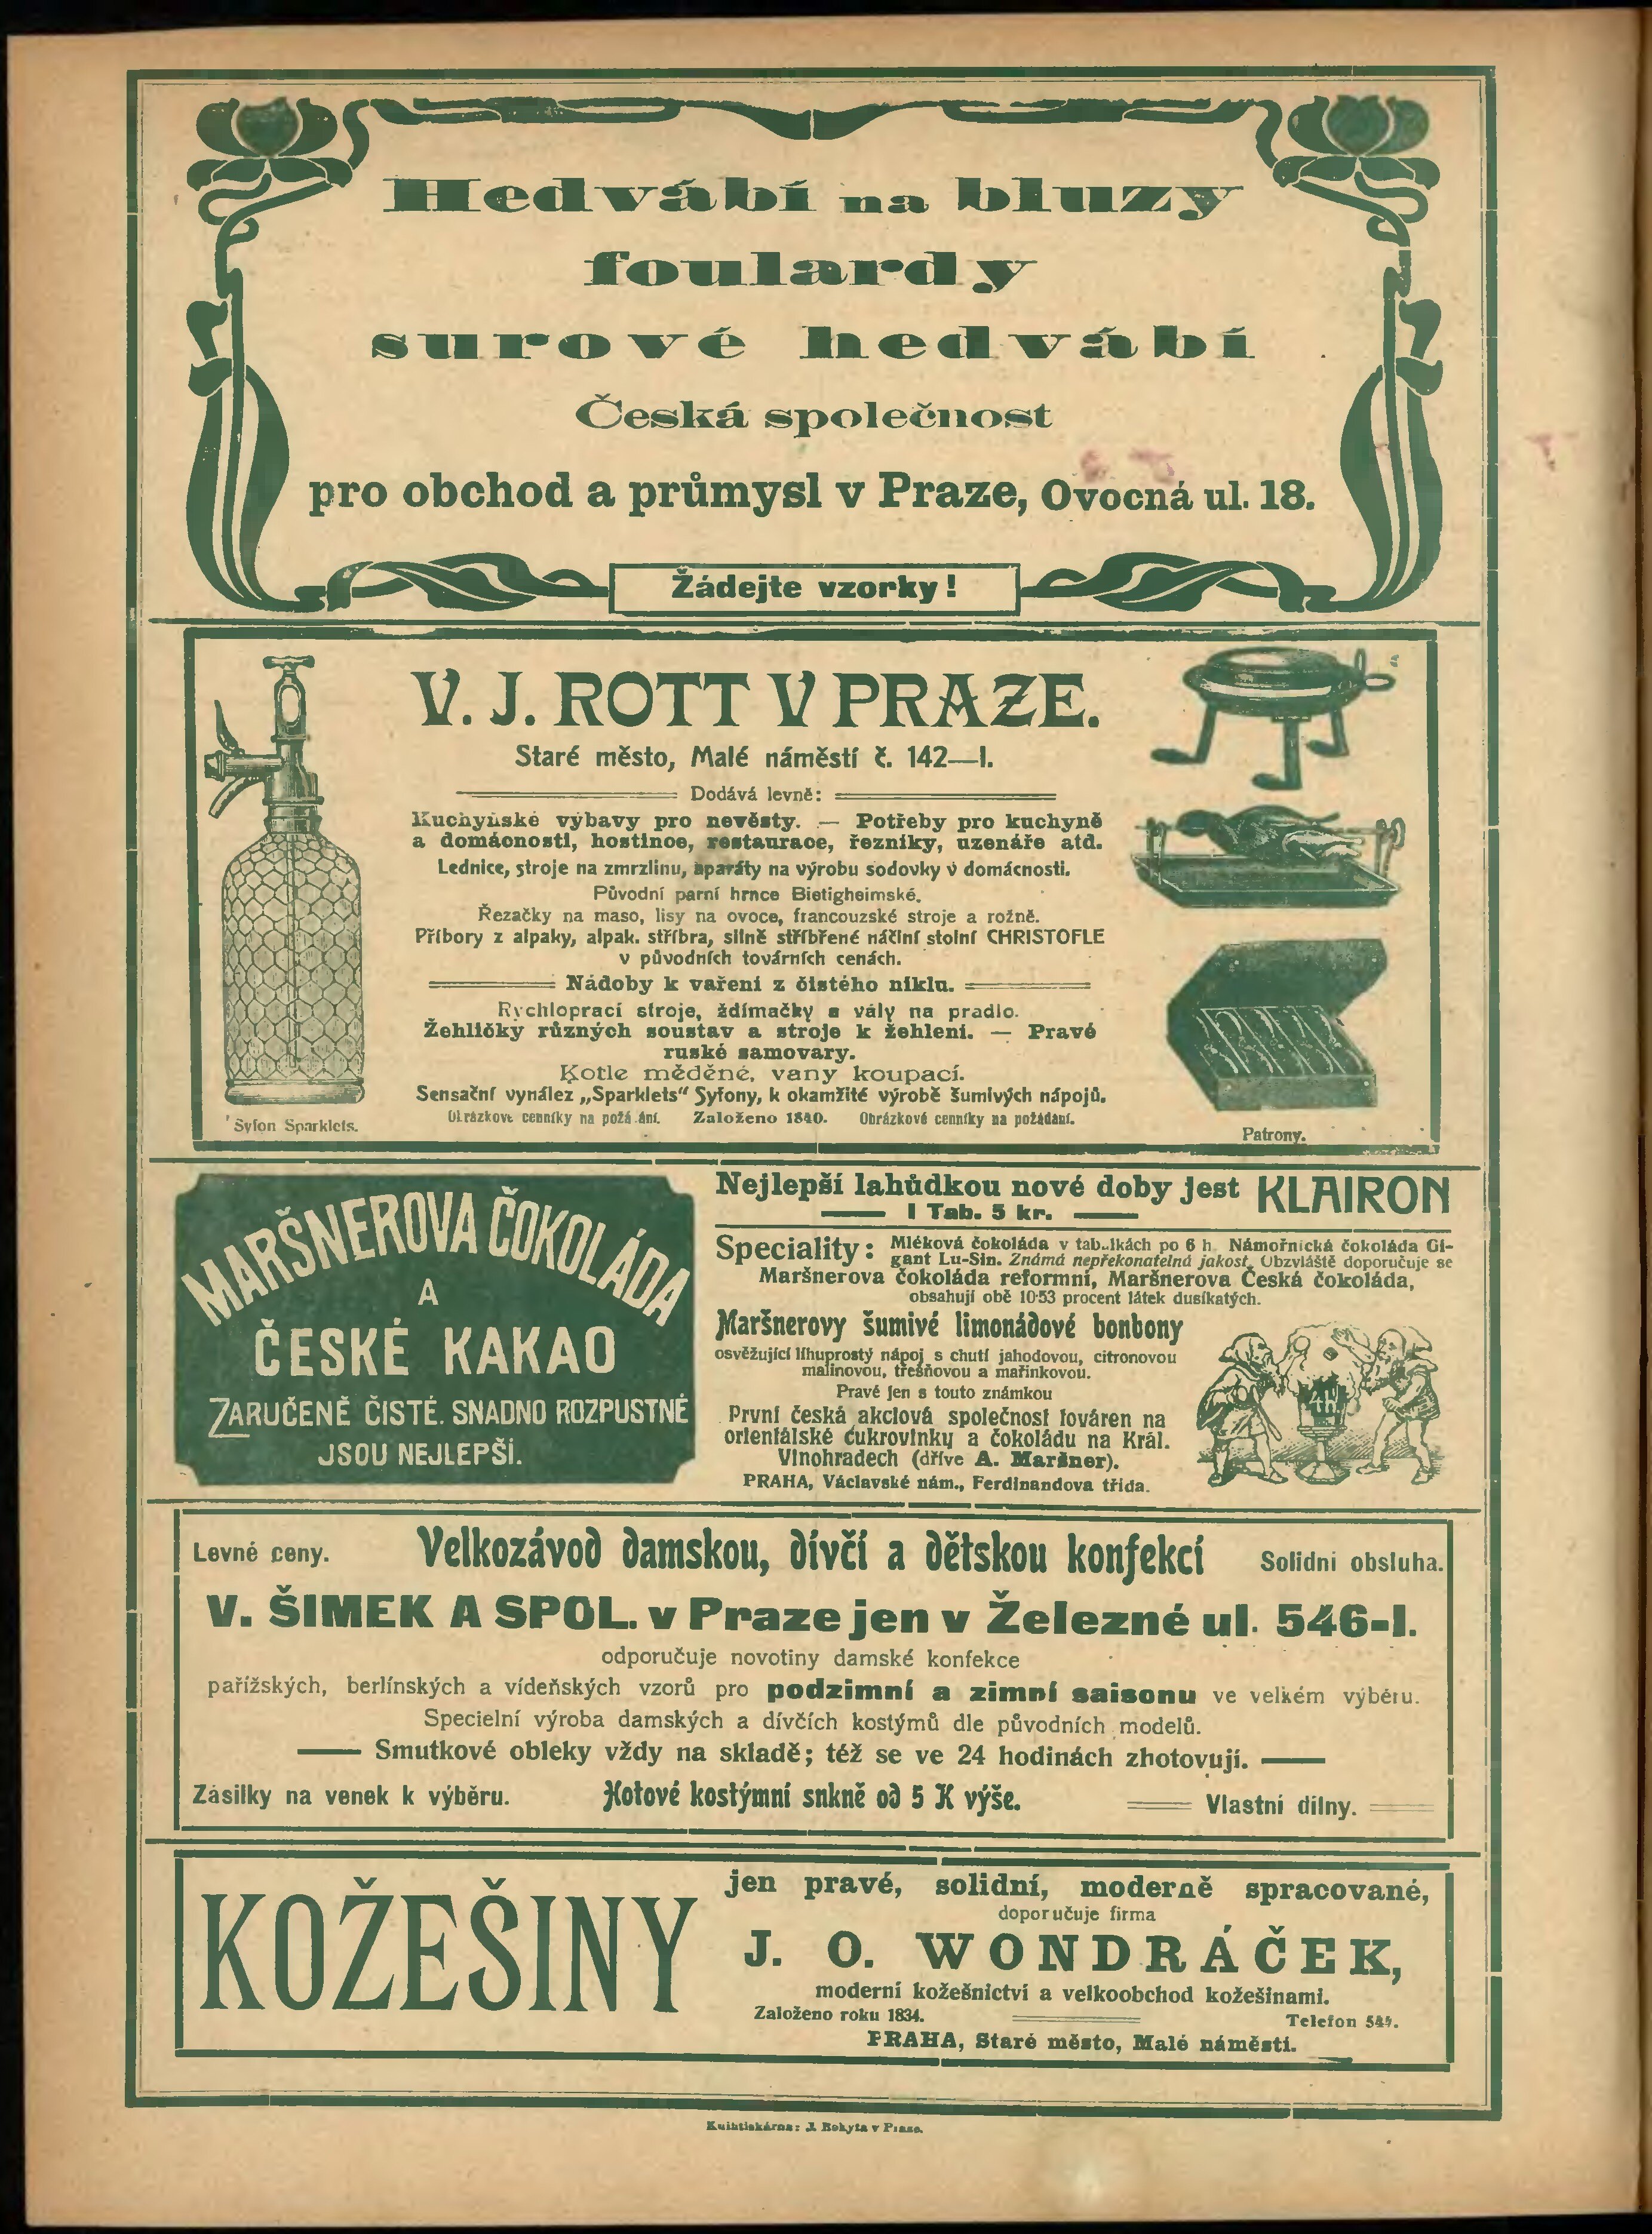 Hedvábí na bluzy
foulardy
surové hedvábí
Česká společnost
pro obchod a průmysl v Praze, Ovocná ul. 18.
Žádejte vzorky!
V. J. ROTT V PRAZE.
Staré město, Malé náměstí č. 142—I.
Dodává levně:
Kuchyňské výbavy pro nevěsty. — Potřeby pro kuchyně
a domácnosti, hostince, restaurace, řezníky, uzenáře atd.
Lednice, stroje na zmrzlinu, aparáty na výrobu sodovky v domácnosti.
Původní parní hrnce Bietigheimské.
Řezačky na maso, lisy na ovoce, francouzské stroje a rožně.
Příbory z alpaky, alpak. stříbra, silně stříbřené náčiní stolní CHRISTOFLE
v původních továrních cenách.
Nádoby k vaření z čistého niklu.
Rychloprací stroje, ždímačky a vály na pradlo.
Žehličky různých soustav a stroje k žehlení. — Pravé
ruské samovary.
Kotle měděné, vany koupací.
Sensační vynález „Sparklets“ Syfony, k okamžité výrobě šumivých nápojů.
Obrázkové cenníky na požá ání. Založeno 1840. Obrázkové cenníky na požádání.
Syfon Sparklets.
Patrony.
MARŠNEROVA ČOKOLÁDA
A
ČESKÉ KAKAO
ZARUČENĚ ČISTÉ. SNADNO ROZPUSTNÉ
JSOU NEJLEPŠÍ.
Nejlepší lahůdkou nové doby jest KLAIRON
1 Tab. 5 kr.
Speciality: Mléková čokoláda v tabulkách po 6 h. Námořnická čokoláda Gi-
gant Lu-Sin. Známá nepřekonatelná jakost. Obzvláště doporučuje se
Maršnerova čokoláda reformní, Maršnerova Česká čokoláda,
obsahují obě 10·53 procent látek dusíkatých.
Maršnerovy šumivé limonádové bonbony
osvěžující líhuprostý nápoj s chutí jahodovou, citronovou
malinovou, třešňovou a mařinkovou.
Pravé jen s touto známkou
První česká akciová společnost továren na
orientálské cukrovinky a čokoládu na Král.
Vinohradech (dříve A. Maršner).
PRAHA, Václavské nám., Ferdinandova třída.
Levné ceny.
Velkozávod damskou, dívčí a dětskou konfekcí
Solidní obsluha.
V. ŠIMEK A SPOL. v Praze jen v Železné ul. 546-I.
odporučuje novotiny damské konfekce
pařížských, berlínských a vídeňských vzorů pro podzimní a zimní saisonu ve velkém výběru.
Specielní výroba damských a dívčích kostýmů dle původních modelů.
Smutkové obleky vždy na skladě; též se ve 24 hodinách zhotovují.
Zásilky na venek k výběru.
Hotové kostýmní snkně od 5 K výše.
Vlastní dílny.
KOŽEŠINY
jen pravé, solidní, moderně spracované,
doporučuje firma
J. O. WONDRÁČEK,
moderní kožešnictví a velkoobchod kožešinami.
Založeno roku 1834.
Telefon
PRAHA, Staré město, Malé náměstí.
Knihtiskárna: J. Rokyta v Praze.